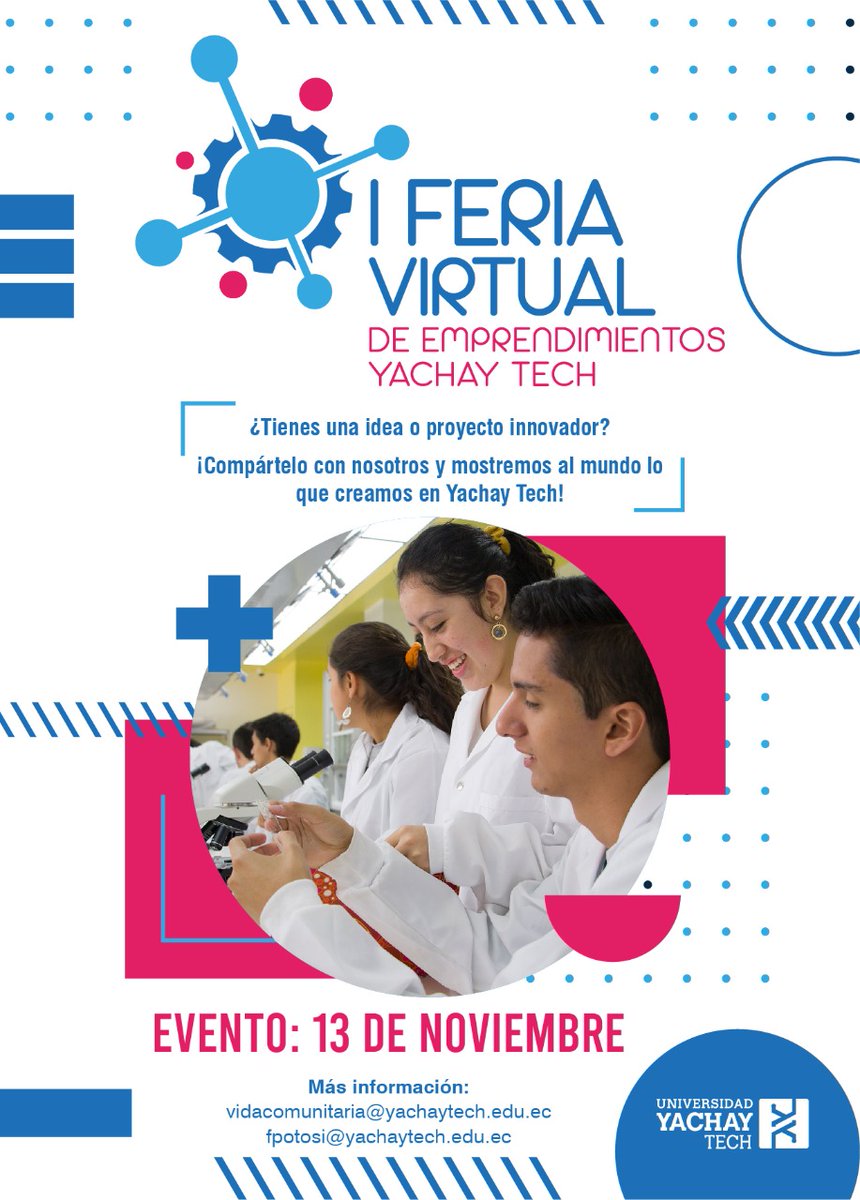 I FERIA
VIRTUAL
DE EMPRENDIMIENTOS
YACHAY TECH
¿Tienes una idea o proyecto innovador?
¡Compártelo con nosotros y mostremos al mundo lo
que creamos en Yachay Tech!
EVENTO: 13 DE NOVIEMBRE
Más información:
vidacomunitaria@yachaytech.edu.ec
fpotosi@yachaytech.edu.ec
UNIVERSIDAD
YACHAY
TECH